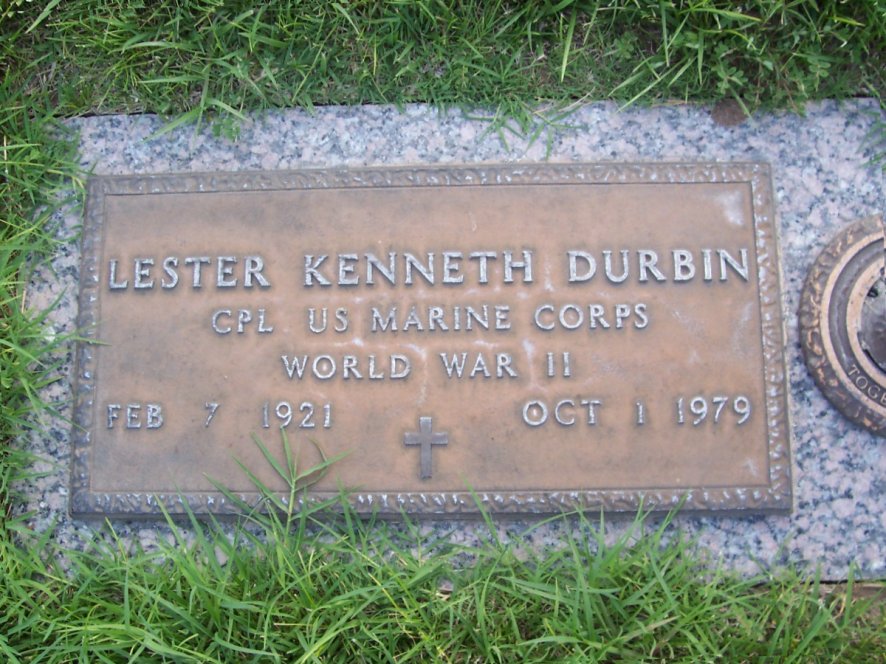 LESTER KENNETH DURBIN
CPL US MARINE CORPS
WORLD WAR II
FEB 7 1921 OCT 1 1979